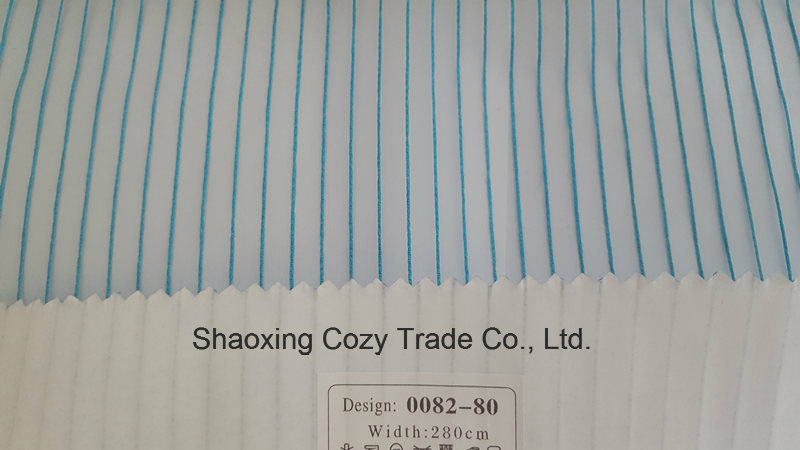 Shaoxing Cozy Trade Co., Ltd.
Design: 0082-80
Width:280cm